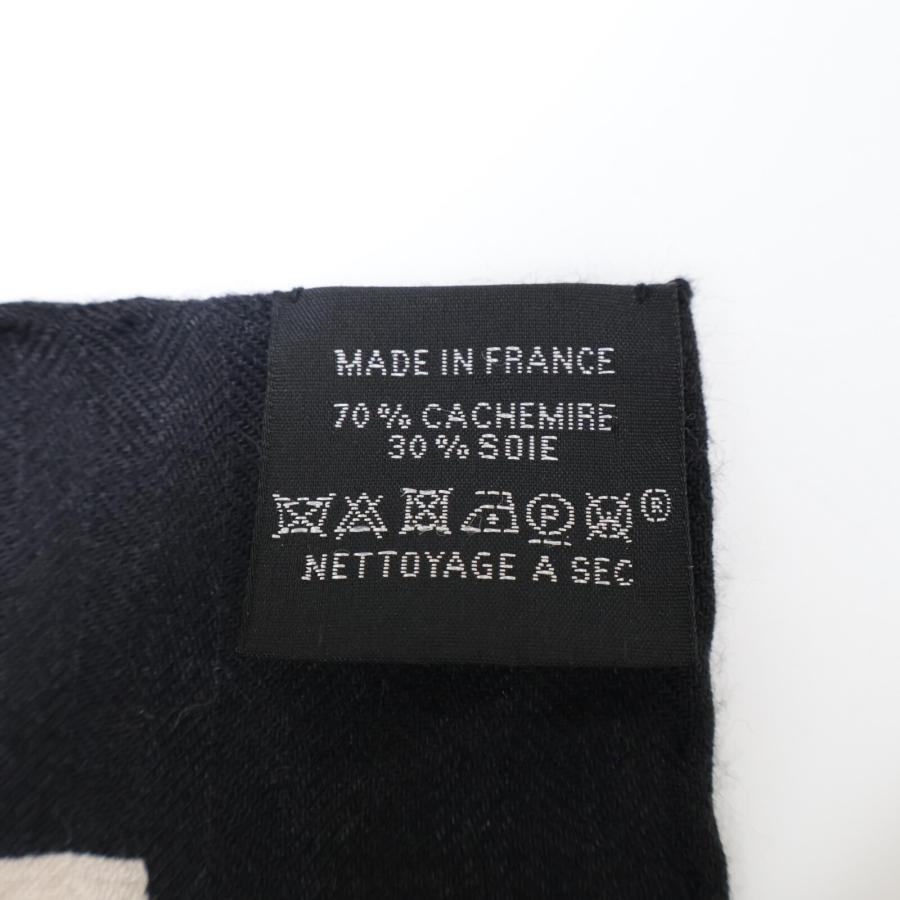 MADE IN FRANCE
70 % CACHEMIRE
30 % SOIE
P W ®
NETTOYAGE A SEC